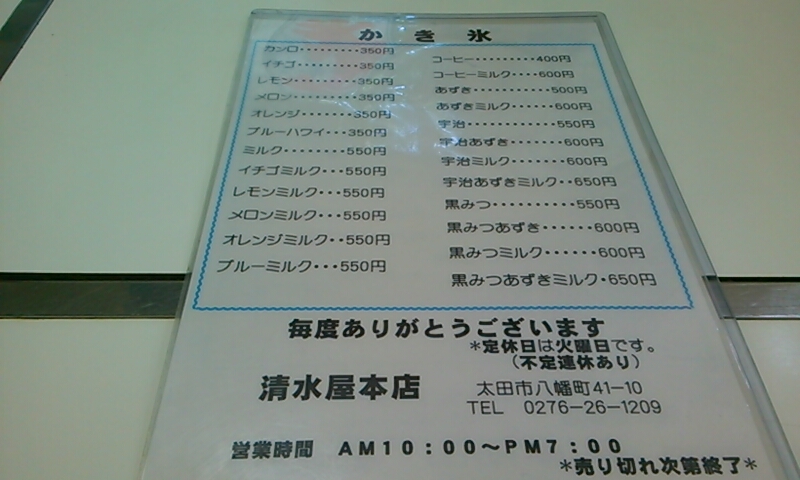 かき氷
カンロ・・・・・・・・・350円
イチゴ・・・・・・・・・350円
レモン・・・・・・・・・350円
メロン・・・・・・・・・350円
オレンジ・・・・・・・350円
ブルーハワイ・・・350円
ミルク・・・・・・・・550円
イチゴミルク・・・550円
レモンミルク・・・550円
メロンミルク・・・550円
オレンジミルク・・550円
ブルーミルク・・・550円
コーヒー・・・・・・・・・400円
コーヒーミルク・・・・600円
あずき・・・・・・・・・・500円
あずきミルク・・・・・・600円
宇治・・・・・・・・・・・550円
宇治あずき・・・・・・・600円
宇治ミルク・・・・・・・600円
宇治あずきミルク・・650円
黒みつ・・・・・・・・・・550円
黒みつあずき・・・・・・600円
黒みつミルク・・・・・・600円
黒みつあずきミルク・650円
毎度ありがとうございます
*定休日は火曜日です。
(不定連休あり)
清水屋本店
太田市八幡町41-10
TEL 0276-26-1209
営業時間 AM10:00~PM7:00
*売り切れ次第終了*